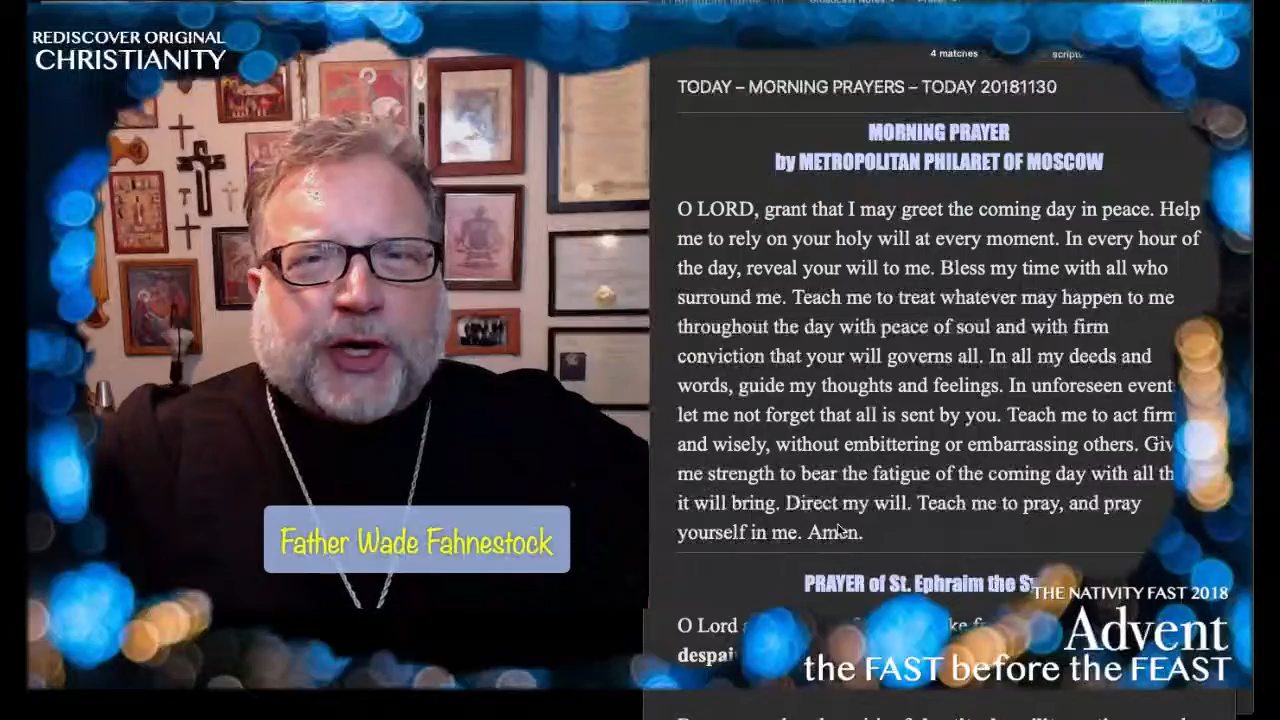 REDISCOVER ORIGINAL
CHRISTIANITY
4 matches
TODAY – MORNING PRAYERS – TODAY 20181130
MORNING PRAYER
by METROPOLITAN PHILARET OF MOSCOW
O LORD, grant that I may greet the coming day in peace. Help
me to rely on your holy will at every moment. In every hour of
the day, reveal your will to me. Bless my time with all who
surround me. Teach me to treat whatever may happen to me
throughout the day with peace of soul and with firm
conviction that your will governs all. In all my deeds and
words, guide my thoughts and feelings. In unforeseen event
let me not forget that all is sent by you. Teach me to act firm
and wisely, without embittering or embarrassing others. Giv
me strength to bear the fatigue of the coming day with all th
it will bring. Direct my will. Teach me to pray, and pray
yourself in me. Amen.
Father Wade Fahnestock
PRAYER of St. Ephraim the
O Lord
despai
THE NATIVITY FAST 2018
Advent
the FAST before the FEAST